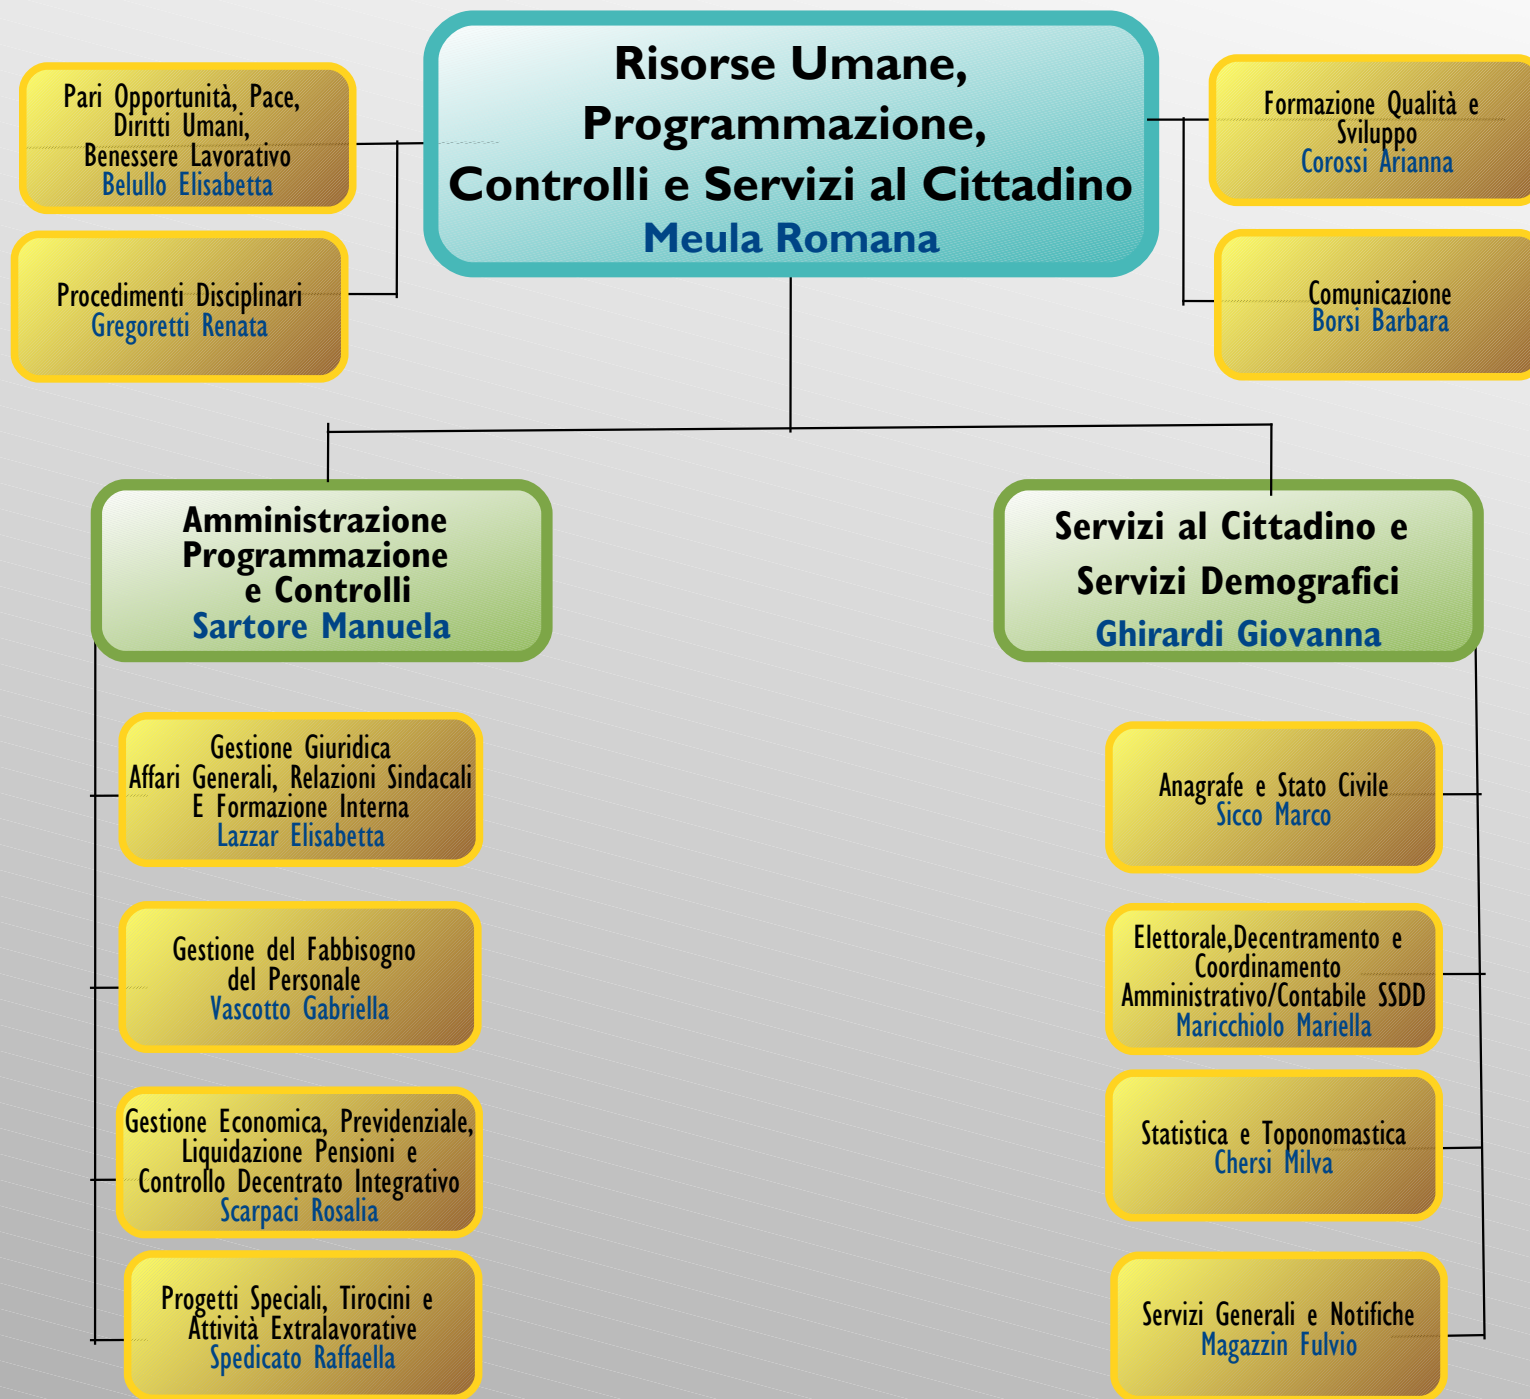 Risorse Umane,
Programmazione,
Controlli e Servizi al Cittadino
Meula Romana
Pari Opportunità, Pace,
Diritti Umani,
Benessere Lavorativo
Belullo Elisabetta
Procedimenti Disciplinari
Gregoretti Renata
Formazione Qualità e
Sviluppo
Corossi Arianna
Comunicazione
Borsi Barbara
Amministrazione
Programmazione
e Controlli
Sartore Manuela
Gestione Giuridica
Affari Generali, Relazioni Sindacali
E Formazione Interna
Lazzar Elisabetta
Gestione del Fabbisogno
del Personale
Vascotto Gabriella
Gestione Economica, Previdenziale,
Liquidazione Pensioni e
Controllo Decentrato Integrativo
Scarpaci Rosalia
Progetti Speciali, Tirocini e
Attività Extralavorative
Spedicato Raffaella
Servizi al Cittadino e
Servizi Demografici
Ghirardi Giovanna
Anagrafe e Stato Civile
Sicco Marco
Elettorale,Decentramento e
Coordinamento
Amministrativo/Contabile SSDD
Maricchiolo Mariella
Statistica e Toponomastica
Chersi Milva
Servizi Generali e Notifiche
Magazzin Fulvio